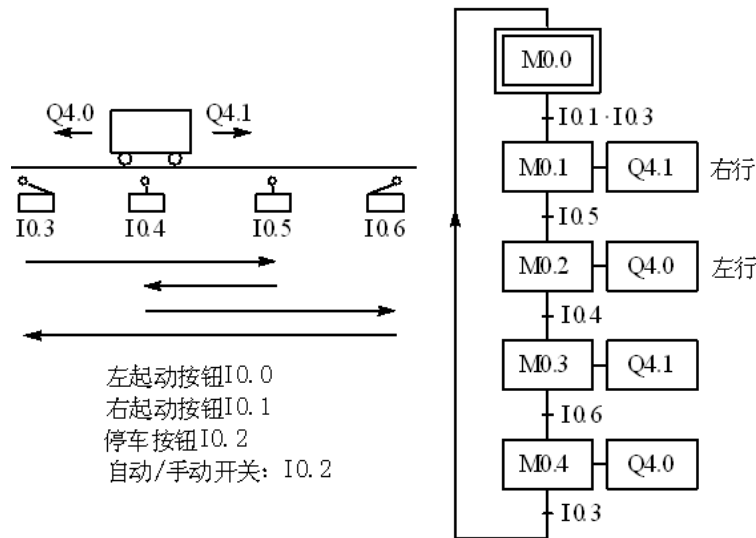 Q4.0
Q4.1
I0.3
I0.4
I0.5
I0.6
左起动按钮I0.0
右起动按钮I0.1
停车按钮I0.2
自动/手动开关: I0.2
M0.0
I0.1·I0.3
M0.1 Q4.1 右行
I0.5
M0.2 Q4.0 左行
I0.4
M0.3 Q4.1
I0.6
M0.4 Q4.0
I0.3